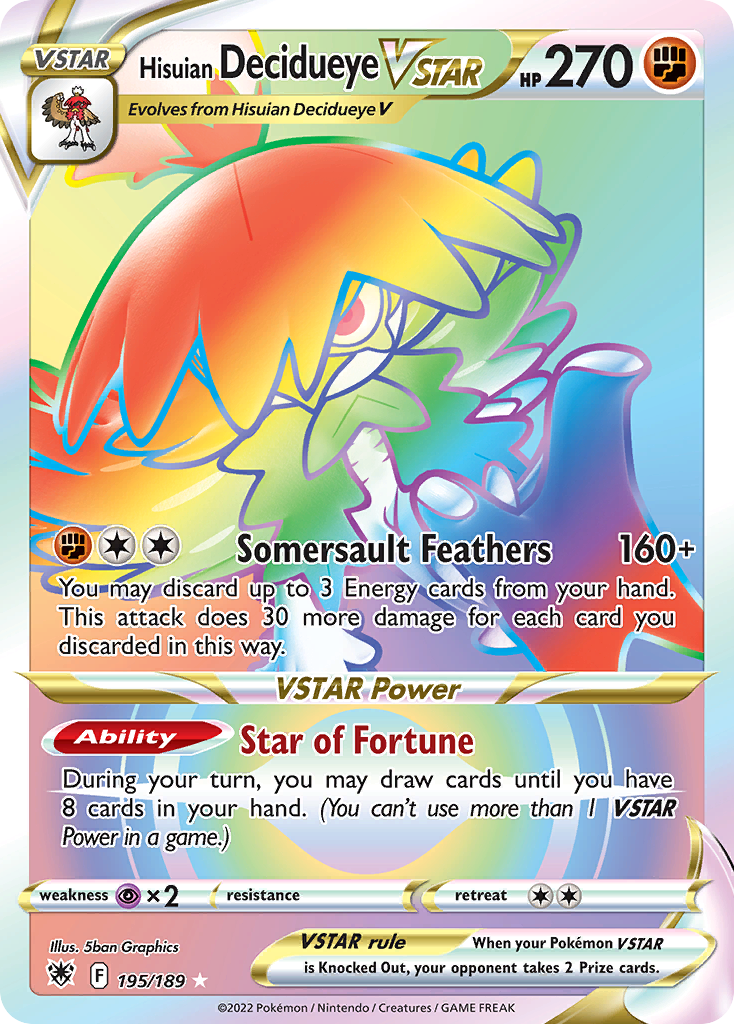 VSTAR
Hisuian Decidueye VSTAR HP 270
Evolves from Hisuian Decidueye V
Somersault Feathers 160+
You may discard up to 3 Energy cards from your hand.
This attack does 30 more damage for each card you
discarded in this way.
VSTAR Power
Ability Star of Fortune
During your turn, you may draw cards until you have
8 cards in your hand. (You can't use more than 1 VSTAR
Power in a game.)
weakness ×2 resistance retreat
Illus. 5ban Graphics
VSTAR rule When your Pokémon VSTAR
is Knocked Out, your opponent takes 2 Prize cards.
F 195/189
©2022 Pokémon / Nintendo / Creatures / GAME FREAK